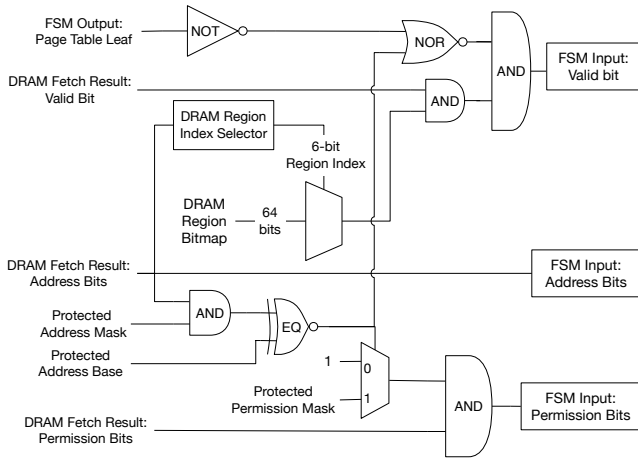 FSM Output:
Page Table Leaf
NOT
NOR
AND
FSM Input:
Valid bit
DRAM Fetch Result:
Valid Bit
AND
DRAM Region
Index Selector
6-bit
Region Index
DRAM
Region
Bitmap
64
bits
DRAM Fetch Result:
Address Bits
FSM Input:
Address Bits
Protected
Address Mask
AND
EQ
Protected
Address Base
1
0
Protected
Permission Mask
1
AND
FSM Input:
Permission Bits
DRAM Fetch Result:
Permission Bits